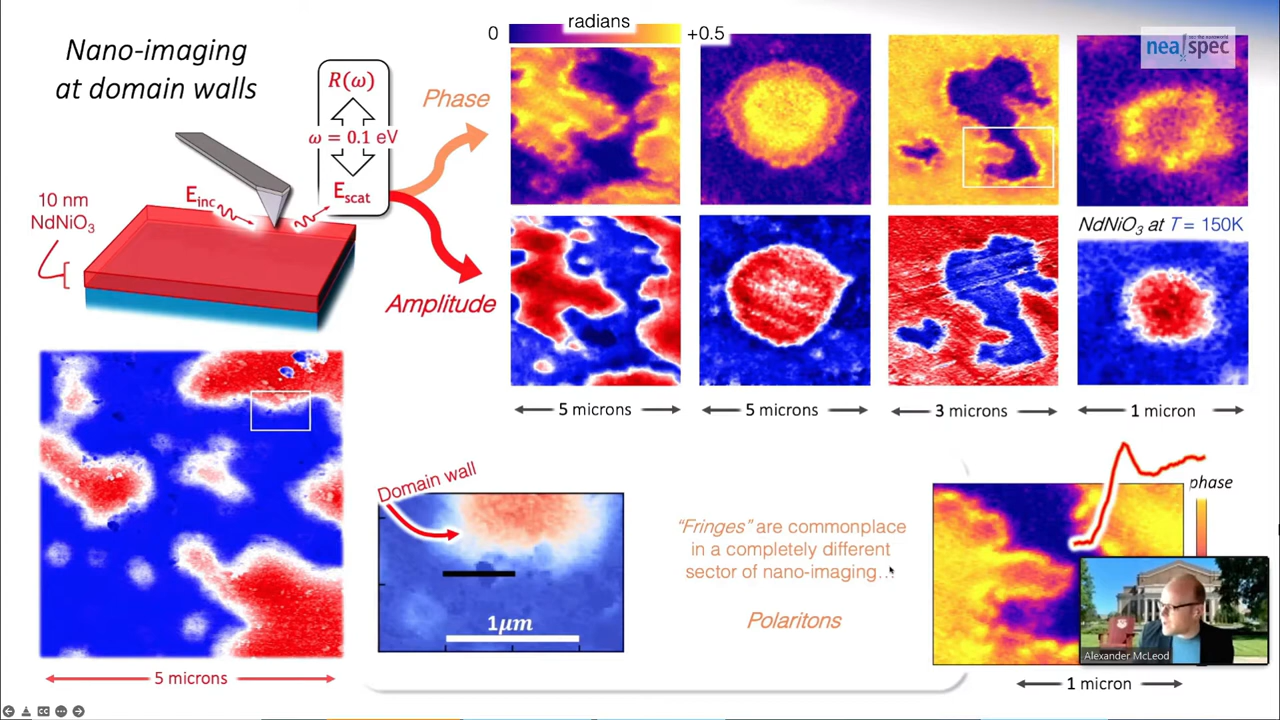 Nano-imaging
at domain walls
R(ω)
ω = 0.1 eV
E_scat
E_inc
10 nm
NdNiO₃
Phase
Amplitude
0
radians
+0.5
neaspec
NdNiO₃ at T = 150K
5 microns
5 microns
3 microns
1 micron
5 microns
Domain wall
1μm
"Fringes" are commonplace
in a completely different
sector of nano-imaging…
Polaritons
phase
Alexander McLeod
1 micron